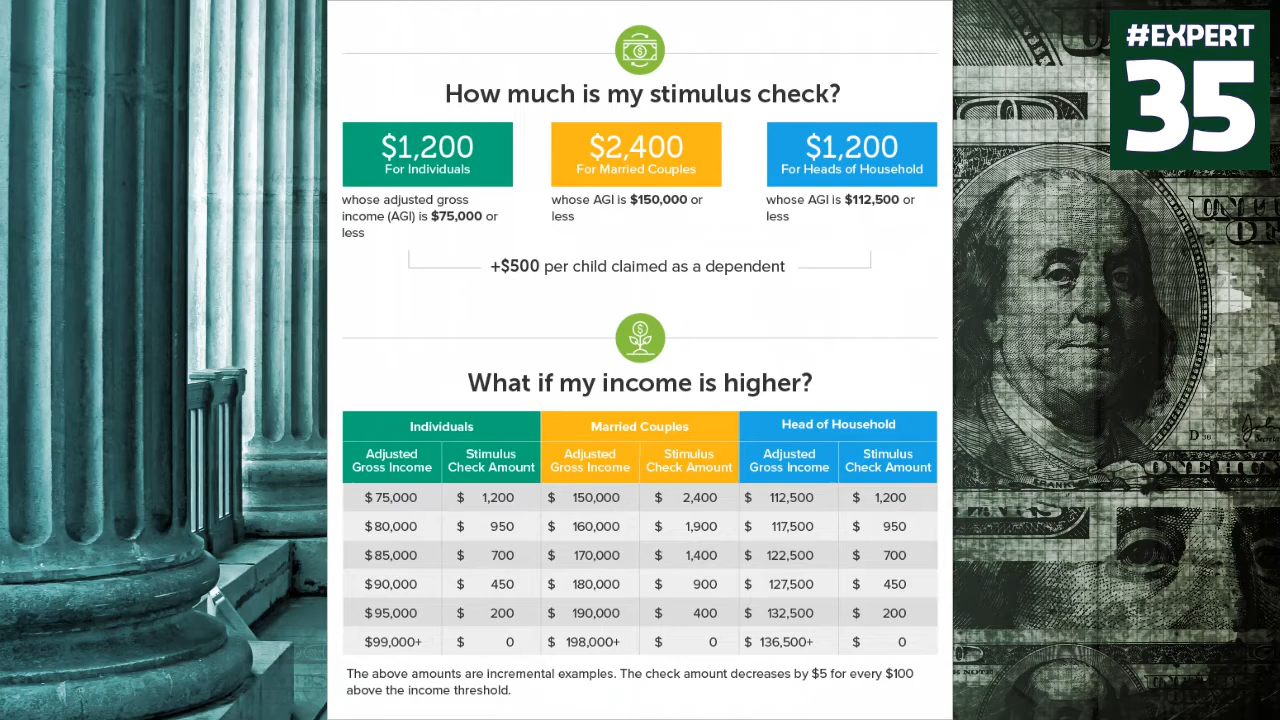 #EXPERT
35
How much is my stimulus check?
$1,200
For Individuals
whose adjusted gross
income (AGI) is $75,000 or
less
$2,400
For Married Couples
whose AGI is $150,000 or
less
$1,200
For Heads of Household
whose AGI is $112,500 or
less
+$500 per child claimed as a dependent
What if my income is higher?
Individuals Married Couples Head of Household
Adjusted Gross Income Stimulus Check Amount Adjusted Gross Income Stimulus Check Amount Adjusted Gross Income Stimulus Check Amount
$75,000 $ 1,200 $ 150,000 $ 2,400 $ 112,500 $ 1,200
$80,000 $ 950 $ 160,000 $ 1,900 $ 117,500 $ 950
$85,000 $ 700 $ 170,000 $ 1,400 $ 122,500 $ 700
$90,000 $ 450 $ 180,000 $ 900 $ 127,500 $ 450
$95,000 $ 200 $ 190,000 $ 400 $ 132,500 $ 200
$99,000+ $ 0 $ 198,000+ $ 0 $ 136,500+ $ 0
The above amounts are incremental examples. The check amount decreases by $5 for every $100
above the income threshold.